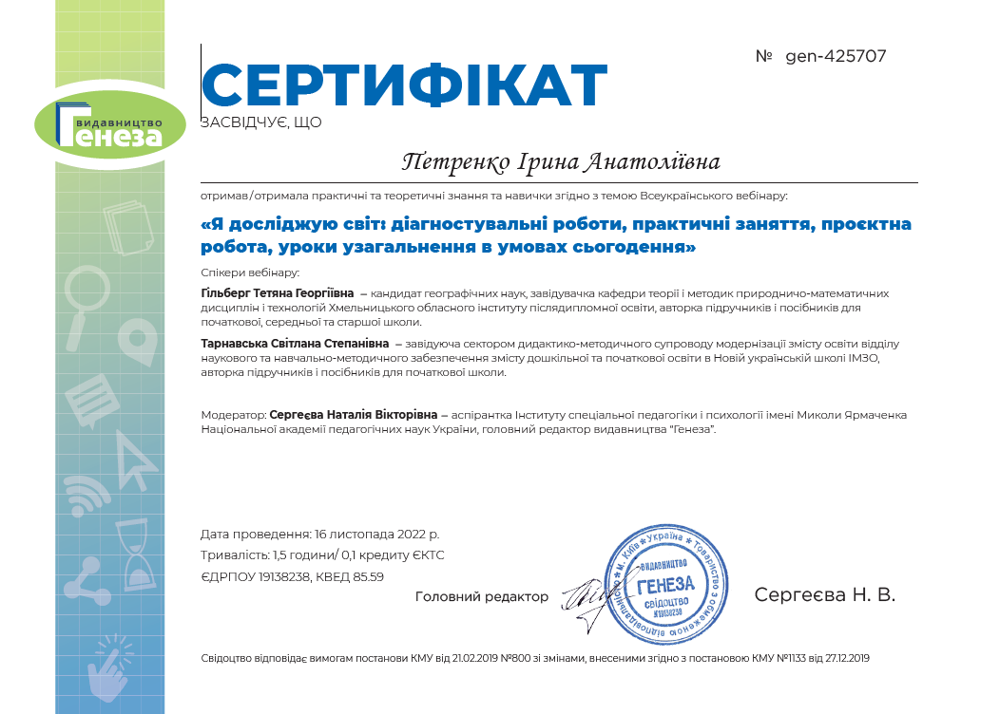 № gen-425707
СЕРТИФІКАТ
ЗАСВІДЧУЄ, ЩО
видавництво
Генеза
Петренко Ірина Анатоліївна
отримав/отримала практичні та теоретичні знання та навички згідно з темою Всеукраїнського вебінару:
«Я досліджую світ: діагностувальні роботи, практичні заняття, проєктна
робота, уроки узагальнення в умовах сьогодення»
Спікери вебінару:
Гільберг Тетяна Георгіївна – кандидат географічних наук, завідувачка кафедри теорії і методик природничо-математичних
дисциплін і технологій Хмельницького обласного інституту післядипломної освіти, авторка підручників і посібників для
початкової, середньої та старшої школи.
Тарнавська Світлана Степанівна – завідуюча сектором дидактико-методичного супроводу модернізації змісту освіти відділу
наукового та навчально-методичного забезпечення змісту дошкільної та початкової освіти в Новій українській школі ІМЗО,
авторка підручників і посібників для початкової школи.
Модератор: Сергеєва Наталія Вікторівна – аспірантка Інституту спеціальної педагогіки і психології імені Миколи Ярмаченка
Національної академії педагогічних наук України, головний редактор видавництва “Генеза”.
Дата проведення: 16 листопада 2022 р.
Тривалість: 1,5 години/ 0,1 кредиту ЄКТС
ЄДРПОУ 19138238, КВЕД 85.59
Головний редактор
★ м. Київ ★ Україна ★ Товариство з обмеженою відповідальністю
ВИДАВНИЦТВО
ГЕНЕЗА
СВІДОЦТВО
№19138238
Сергеєва Н. В.
Свідоцтво відповідає вимогам постанови КМУ від 21.02.2019 №800 зі змінами, внесеними згідно з постановою КМУ №1133 від 27.12.2019